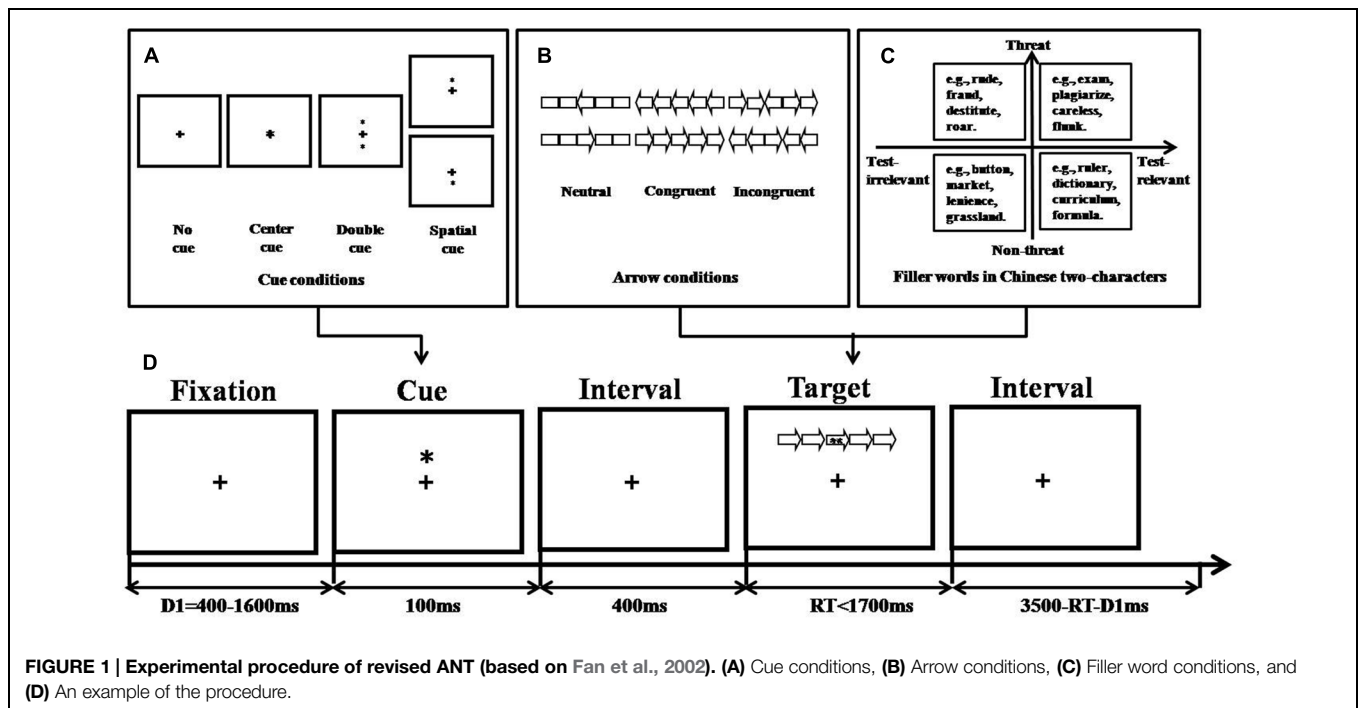 A
No
cue
Center
cue
Double
cue
Spatial
cue
Cue conditions
B
Neutral
Congruent
Incongruent
Arrow conditions
C
Threat
e.g., rude,
fraud,
destitute,
roar.
e.g., exam,
plagiarize,
careless,
flunk.
Test-
irrelevant
Test-
relevant
e.g., button,
market,
lenience,
grassland.
e.g., ruler,
dictionary,
curriculum,
formula.
Non-threat
Filler words in Chinese two-characters
D
Fixation
Cue
Interval
Target
Interval
D1=400-1600ms
100ms
400ms
RT<1700ms
3500-RT-D1ms
FIGURE 1 | Experimental procedure of revised ANT (based on Fan et al., 2002). (A) Cue conditions, (B) Arrow conditions, (C) Filler word conditions, and
(D) An example of the procedure.